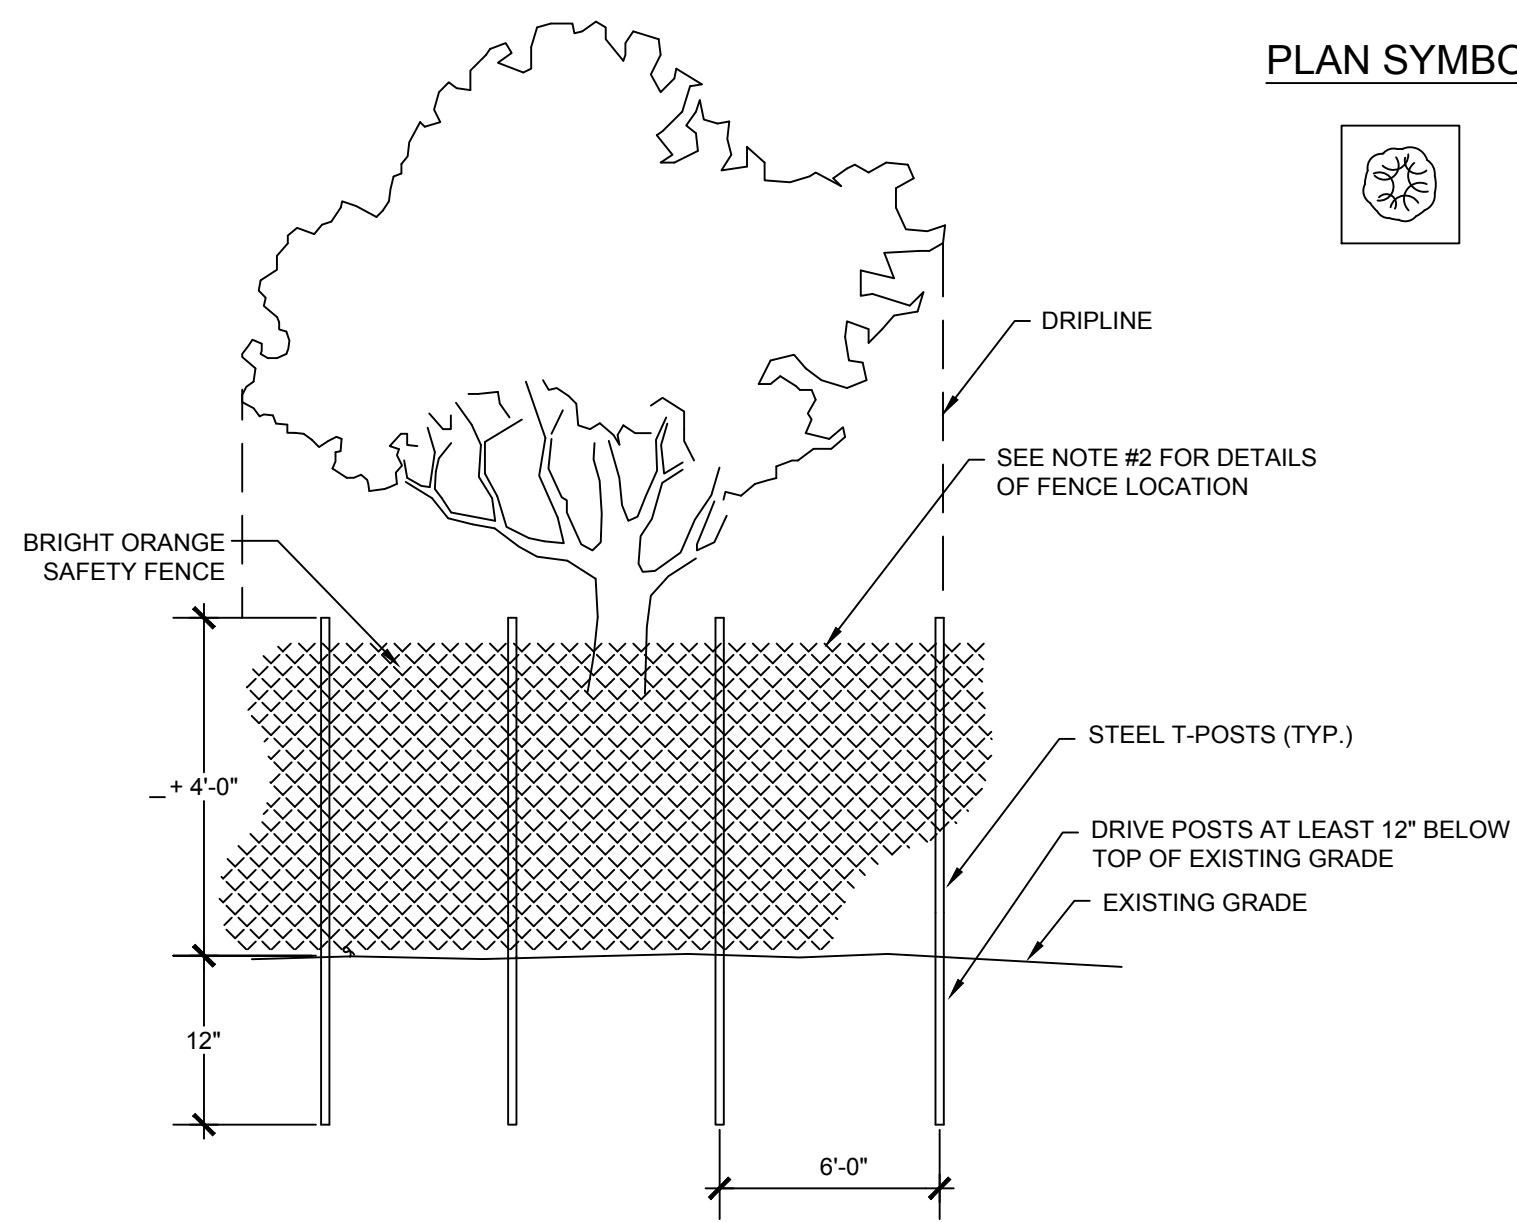 PLAN SYMBO
DRIPLINE
SEE NOTE #2 FOR DETAILS
OF FENCE LOCATION
BRIGHT ORANGE
SAFETY FENCE
_+ 4'-0"
STEEL T-POSTS (TYP.)
DRIVE POSTS AT LEAST 12" BELOW
TOP OF EXISTING GRADE
EXISTING GRADE
12"
6'-0"